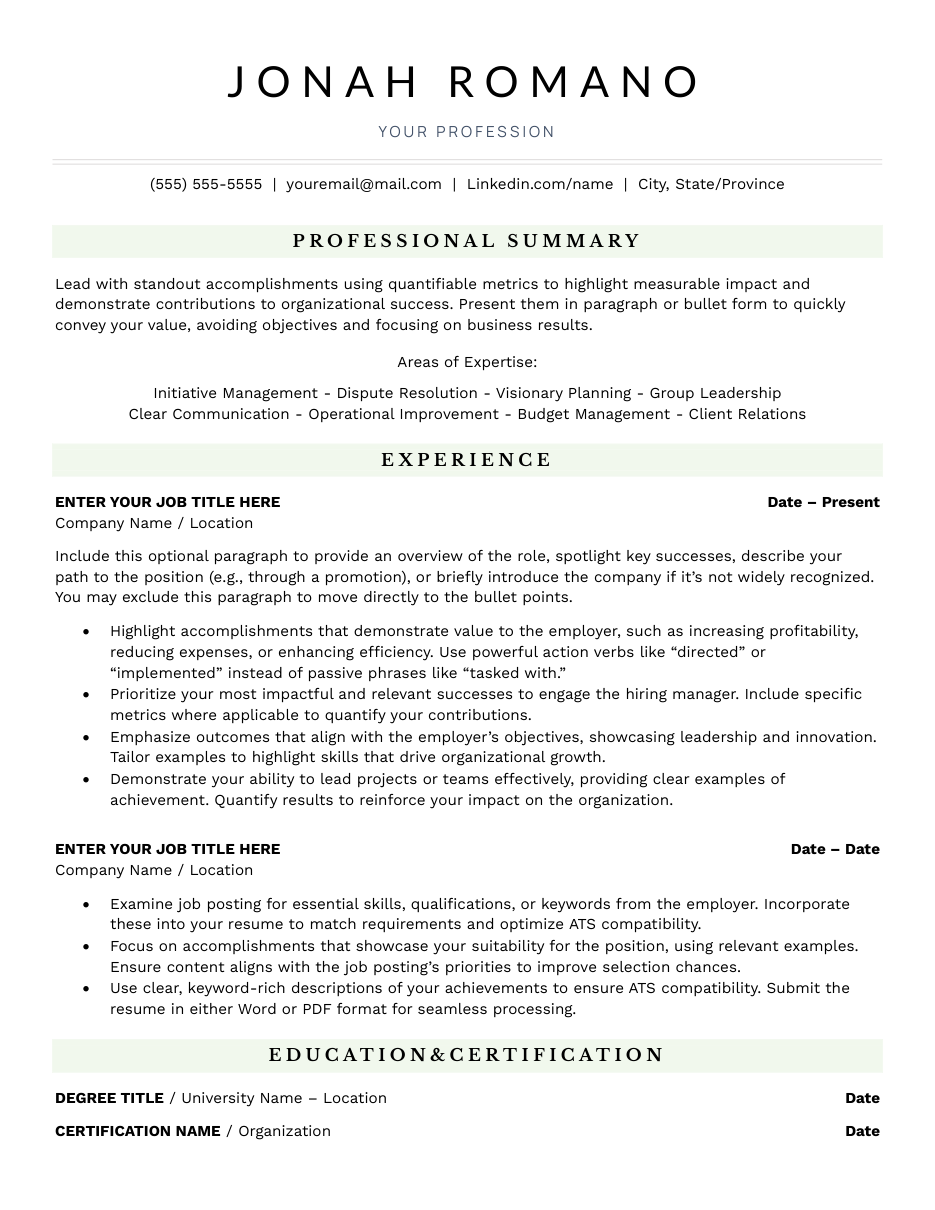 JONAH ROMANO
YOUR PROFESSION
(555) 555-5555 | youremail@mail.com | Linkedin.com/name | City, State/Province
PROFESSIONAL SUMMARY
Lead with standout accomplishments using quantifiable metrics to highlight measurable impact and
demonstrate contributions to organizational success. Present them in paragraph or bullet form to quickly
convey your value, avoiding objectives and focusing on business results.
Areas of Expertise:
Initiative Management - Dispute Resolution - Visionary Planning - Group Leadership
Clear Communication - Operational Improvement - Budget Management - Client Relations
EXPERIENCE
ENTER YOUR JOB TITLE HERE Date – Present
Company Name / Location
Include this optional paragraph to provide an overview of the role, spotlight key successes, describe your
path to the position (e.g., through a promotion), or briefly introduce the company if it’s not widely recognized.
You may exclude this paragraph to move directly to the bullet points.
• Highlight accomplishments that demonstrate value to the employer, such as increasing profitability,
reducing expenses, or enhancing efficiency. Use powerful action verbs like “directed” or
“implemented” instead of passive phrases like “tasked with.”
• Prioritize your most impactful and relevant successes to engage the hiring manager. Include specific
metrics where applicable to quantify your contributions.
• Emphasize outcomes that align with the employer’s objectives, showcasing leadership and innovation.
Tailor examples to highlight skills that drive organizational growth.
• Demonstrate your ability to lead projects or teams effectively, providing clear examples of
achievement. Quantify results to reinforce your impact on the organization.
ENTER YOUR JOB TITLE HERE Date – Date
Company Name / Location
• Examine job posting for essential skills, qualifications, or keywords from the employer. Incorporate
these into your resume to match requirements and optimize ATS compatibility.
• Focus on accomplishments that showcase your suitability for the position, using relevant examples.
Ensure content aligns with the job posting’s priorities to improve selection chances.
• Use clear, keyword-rich descriptions of your achievements to ensure ATS compatibility. Submit the
resume in either Word or PDF format for seamless processing.
EDUCATION&CERTIFICATION
DEGREE TITLE / University Name – Location Date
CERTIFICATION NAME / Organization Date